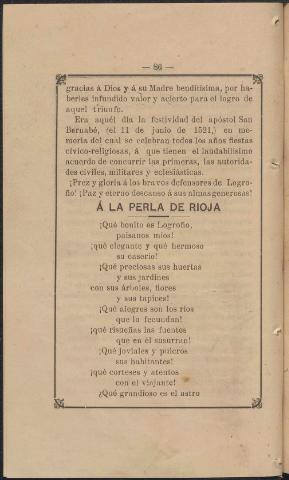 — 86 —
gracias á Dios y á su Madre bendítisima, por ha-
berles infundido valor y acierto para el logro de
aquel triunfo.
Era aquél día la festividad del apóstol San
Bernabé, (el 11 de junio de 1521,) en me-
moria del cual se celebran todos los años fiestas
cívico-religiosas, á que tienen el laudabilísimo
acuerdo de concurrir las primeras, las autorida-
des civiles, militares y eclesiásticas.
¡Prez y gloria á los bravos defensores de Logro-
ño! ¡Paz y eterno descanso á sus almas generosas!
Á LA PERLA DE RIOJA
¡Qué bonito es Logroño,
paisanos mios!
¡qué elegante y qué hermoso
su caserio!
¡Qué preciosas sus huertas
y sus jardines
con sus árboles, flores
y sus tapices!
¡Qué alegres son los rios
que la fecundan!
¡qué risueñas las fuentes
que en él susurran!
¡Qué joviales y pulcros
sus habitantes!
¡qué corteses y atentos
con el viajante!
¿Qué grandioso es el astro